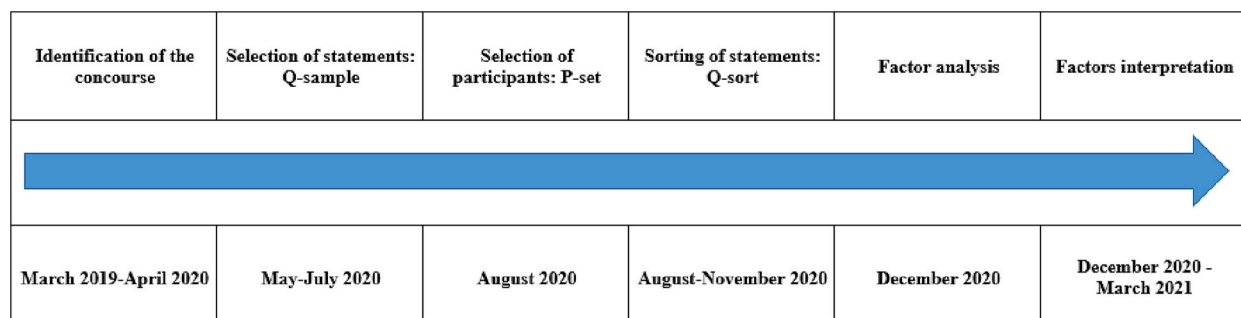 Identification of the
concourse
Selection of statements:
Q-sample
Selection of
participants: P-set
Sorting of statements:
Q-sort
Factor analysis
Factors interpretation
March 2019-April 2020
May-July 2020
August 2020
August-November 2020
December 2020
December 2020 -
March 2021